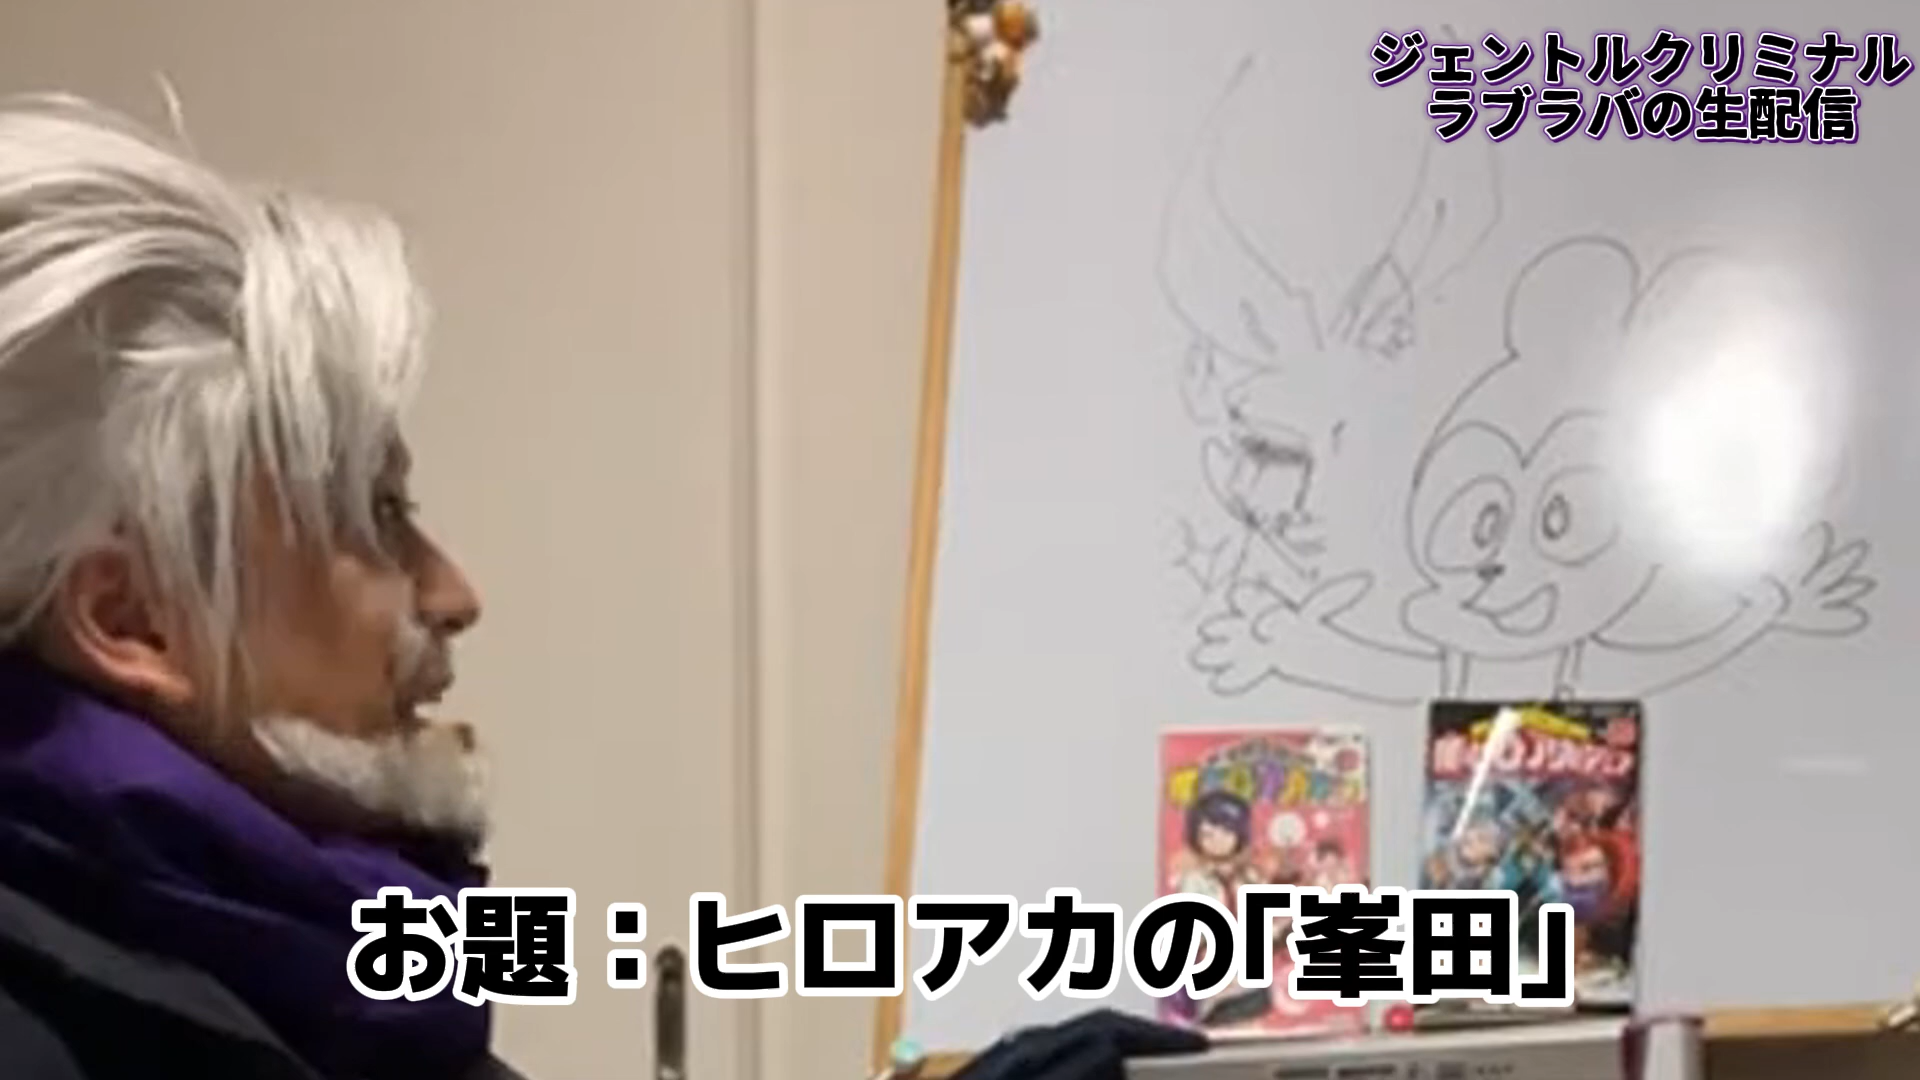 ジェントルクリミナル
ラブラバの生配信
お題：ヒロアカの「峯田」